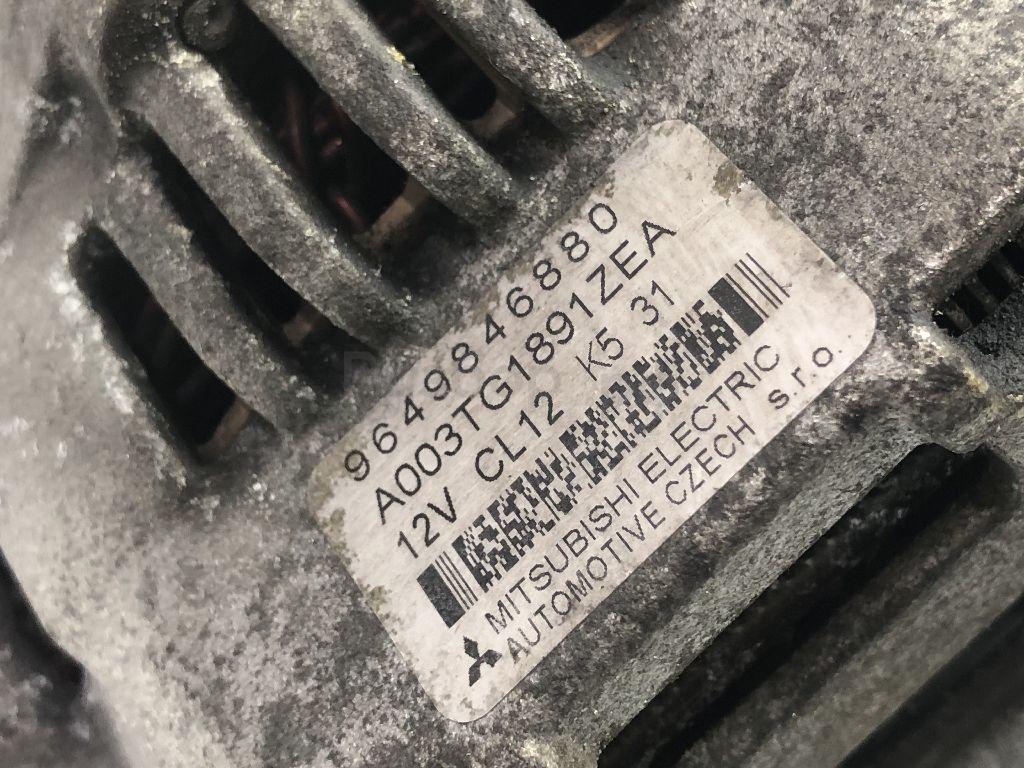 9649846880
A003TG1891ZEA
12V CL12 K5 31
MITSUBISHI ELECTRIC
AUTOMOTIVE CZECH s.r.o.